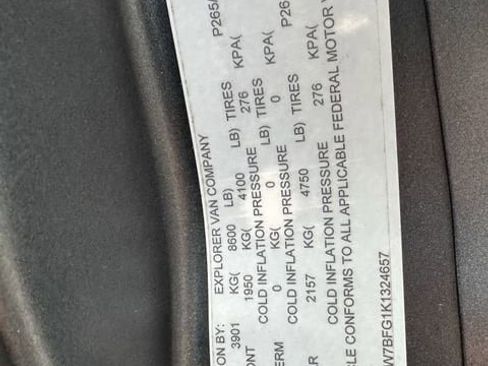 ON BY: EXPLORER VAN COMPANY
3901 KG( 8600 LB)
ONT 1950 KG( 4100 LB) TIRES P265
COLD INFLATION PRESSURE 276 KPA(
ERM 0 KG( 0 LB) TIRES P26
COLD INFLATION PRESSURE 0 KPA(
AR 2157 KG( 4750 LB) TIRES
COLD INFLATION PRESSURE 276 KPA(
LE CONFORMS TO ALL APPLICABLE FEDERAL MOTOR V
W7BFG1K1324657